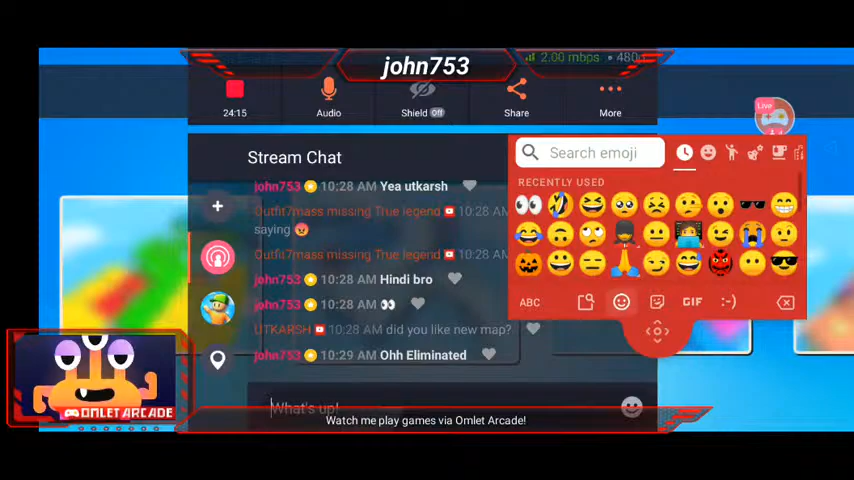 john753
2.00 mbps • 480
24:15
Audio
Shield Off
Share
More
Live
Stream Chat
john753 10:28 AM Yea utkarsh
Outfit7mass missing True legend 10:28 AM
saying 😡
Outfit7mass missing True legend 10:28 AM
john753 10:28 AM Hindi bro
john753 10:28 AM 👀
UTKARSH 10:28 AM did you like new map?
john753 10:29 AM Ohh Eliminated
What's up!
Search emoji
RECENTLY USED
ABC
GIF
:-)
OMLET ARCADE
Watch me play games via Omlet Arcade!